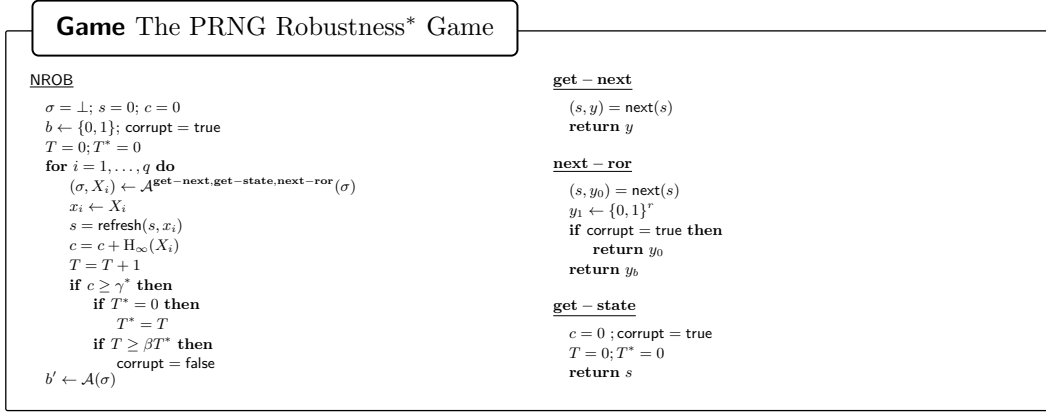 Game The PRNG Robustness* Game
NROB
σ = ⊥; s = 0; c = 0
b ← {0, 1}; corrupt = true
T = 0; T* = 0
for i = 1, . . . , q do
(σ, X_i) ← 𝒜^{get−next,get−state,next−ror}(σ)
x_i ← X_i
s = refresh(s, x_i)
c = c + H_∞(X_i)
T = T + 1
if c ≥ γ* then
if T* = 0 then
T* = T
if T ≥ βT* then
corrupt = false
b′ ← 𝒜(σ)
get − next
(s, y) = next(s)
return y
next − ror
(s, y_0) = next(s)
y_1 ← {0, 1}^r
if corrupt = true then
return y_0
return y_b
get − state
c = 0 ; corrupt = true
T = 0; T* = 0
return s